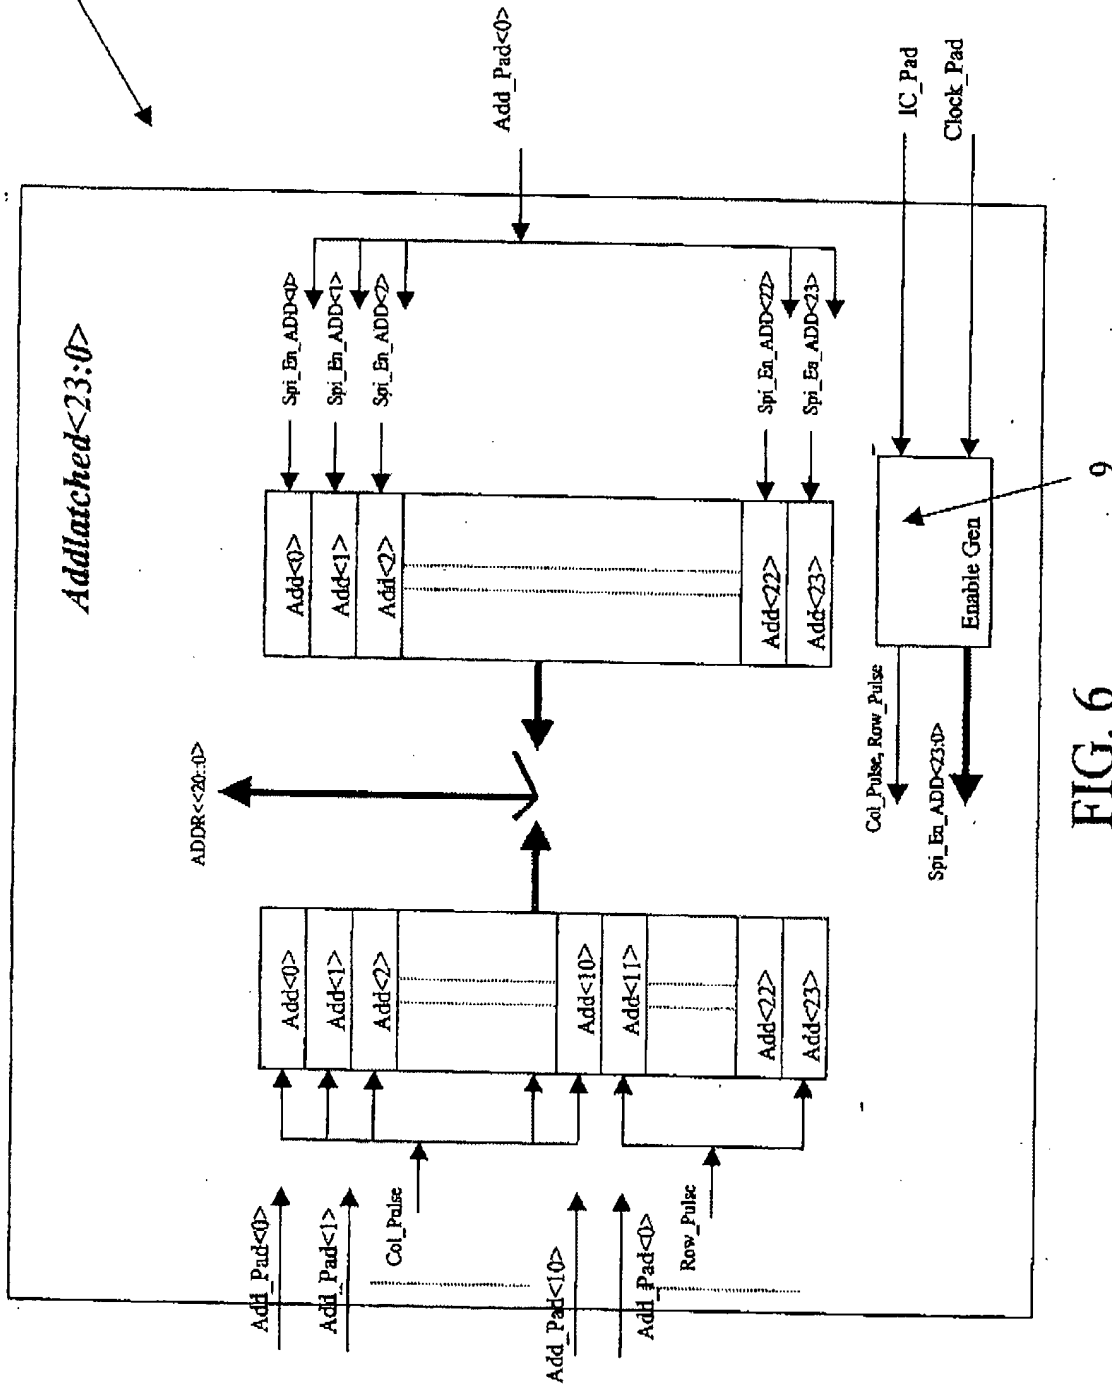 Addlatched<23:0>
Add_Pad<0>
Add_Pad<1>
Col_Pulse
Add_Pad<10>
Add_Pad<0>
Row_Pulse
Add<0>
Add<1>
Add<2>
Add<10>
Add<11>
Add<22>
Add<23>
ADDR<<20::0>
Add<0>
Add<1>
Add<2>
Add<22>
Add<23>
Spi_En_ADD<0>
Spi_En_ADD<1>
Spi_En_ADD<2>
Spi_En_ADD<22>
Spi_En_ADD<23>
Add_Pad<0>
Col_Pulse, Row_Pulse
Spi_En_ADD<23:0>
Enable Gen
IC_Pad
Clock_Pad
9
FIG. 6